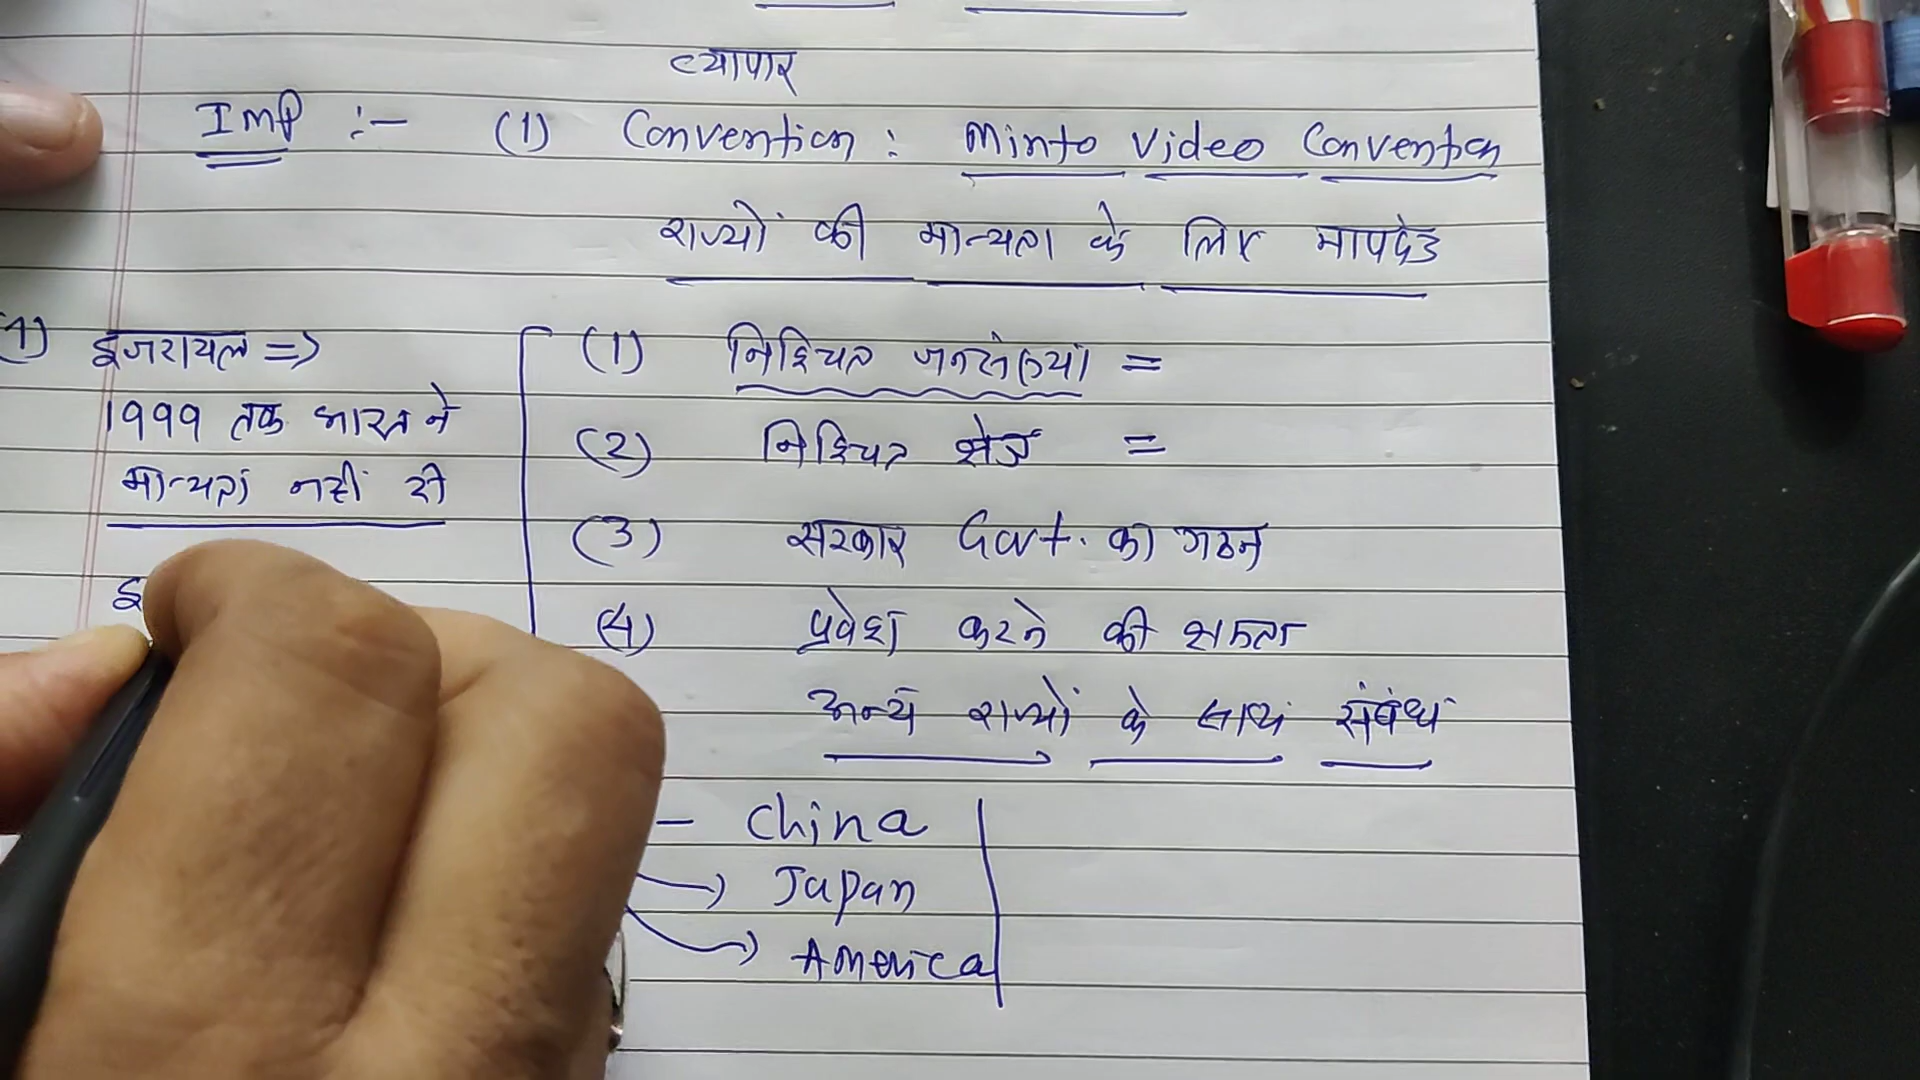 व्यापार
Imp :- (1) Convention : Minto Video Convention
राज्यों की मान्यता के लिए मापदंड
(1) इजरायल =>
1999 तक भारत ने
मान्यता नहीं दी
इ
(1) निश्चित जनसंख्या =
(2) निश्चित क्षेत्र =
(3) सरकार Govt. का गठन
(4) प्रवेश करने की क्षमता
अन्य राज्यों के साथ संबंध
- China
→ Japan
→ America